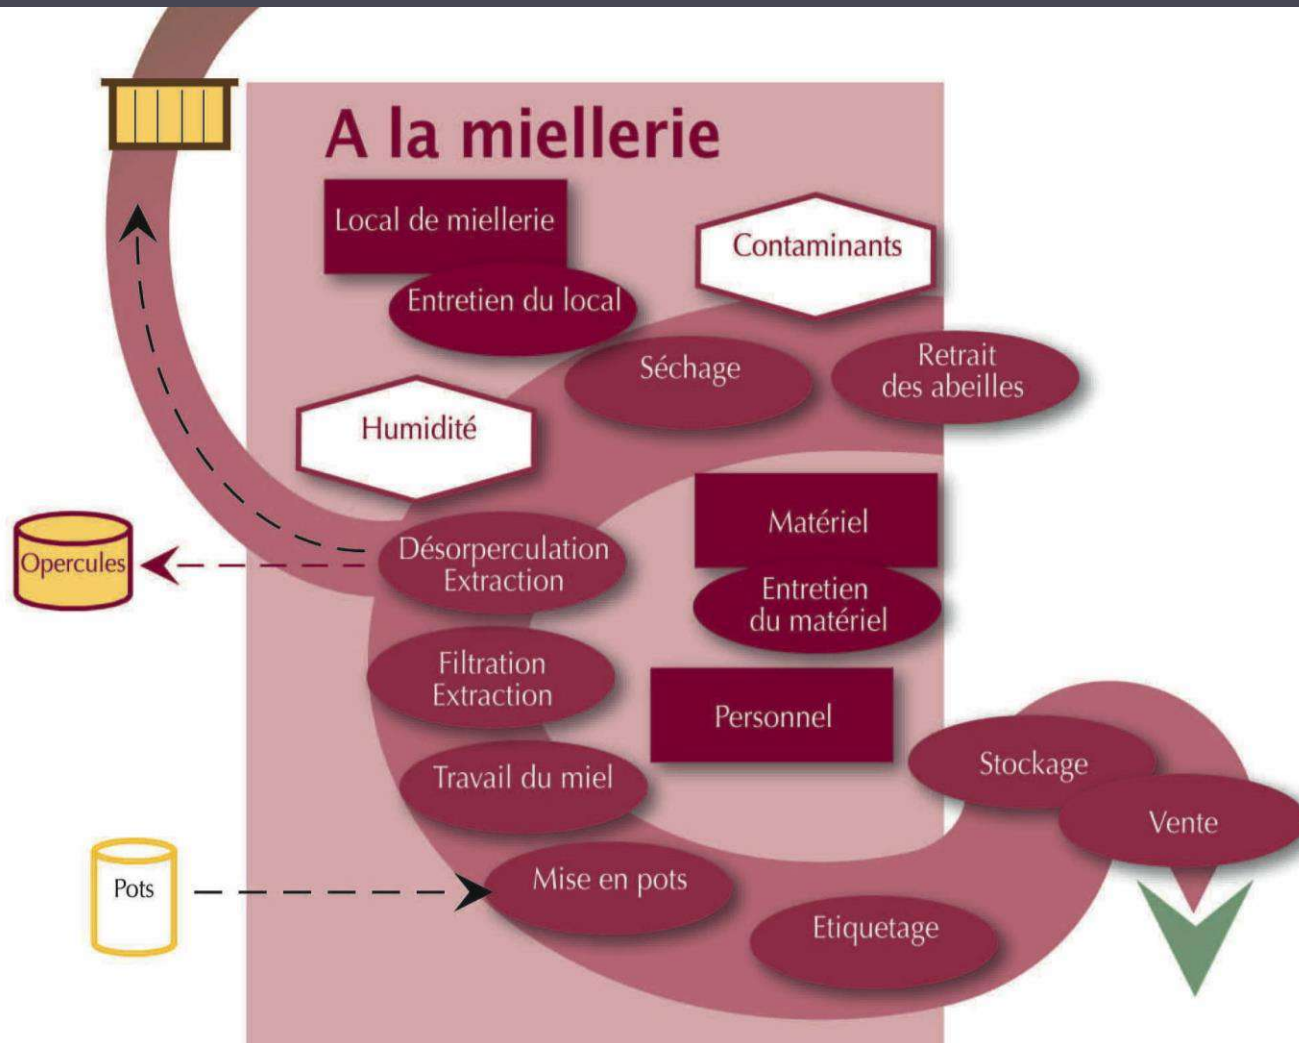 A la miellerie
Local de miellerie
Contaminants
Entretien du local
Séchage
Retrait
des abeilles
Humidité
Matériel
Désorperculation
Extraction
Opercules
Entretien
du matériel
Filtration
Extraction
Personnel
Travail du miel
Stockage
Vente
Pots
Mise en pots
Etiquetage